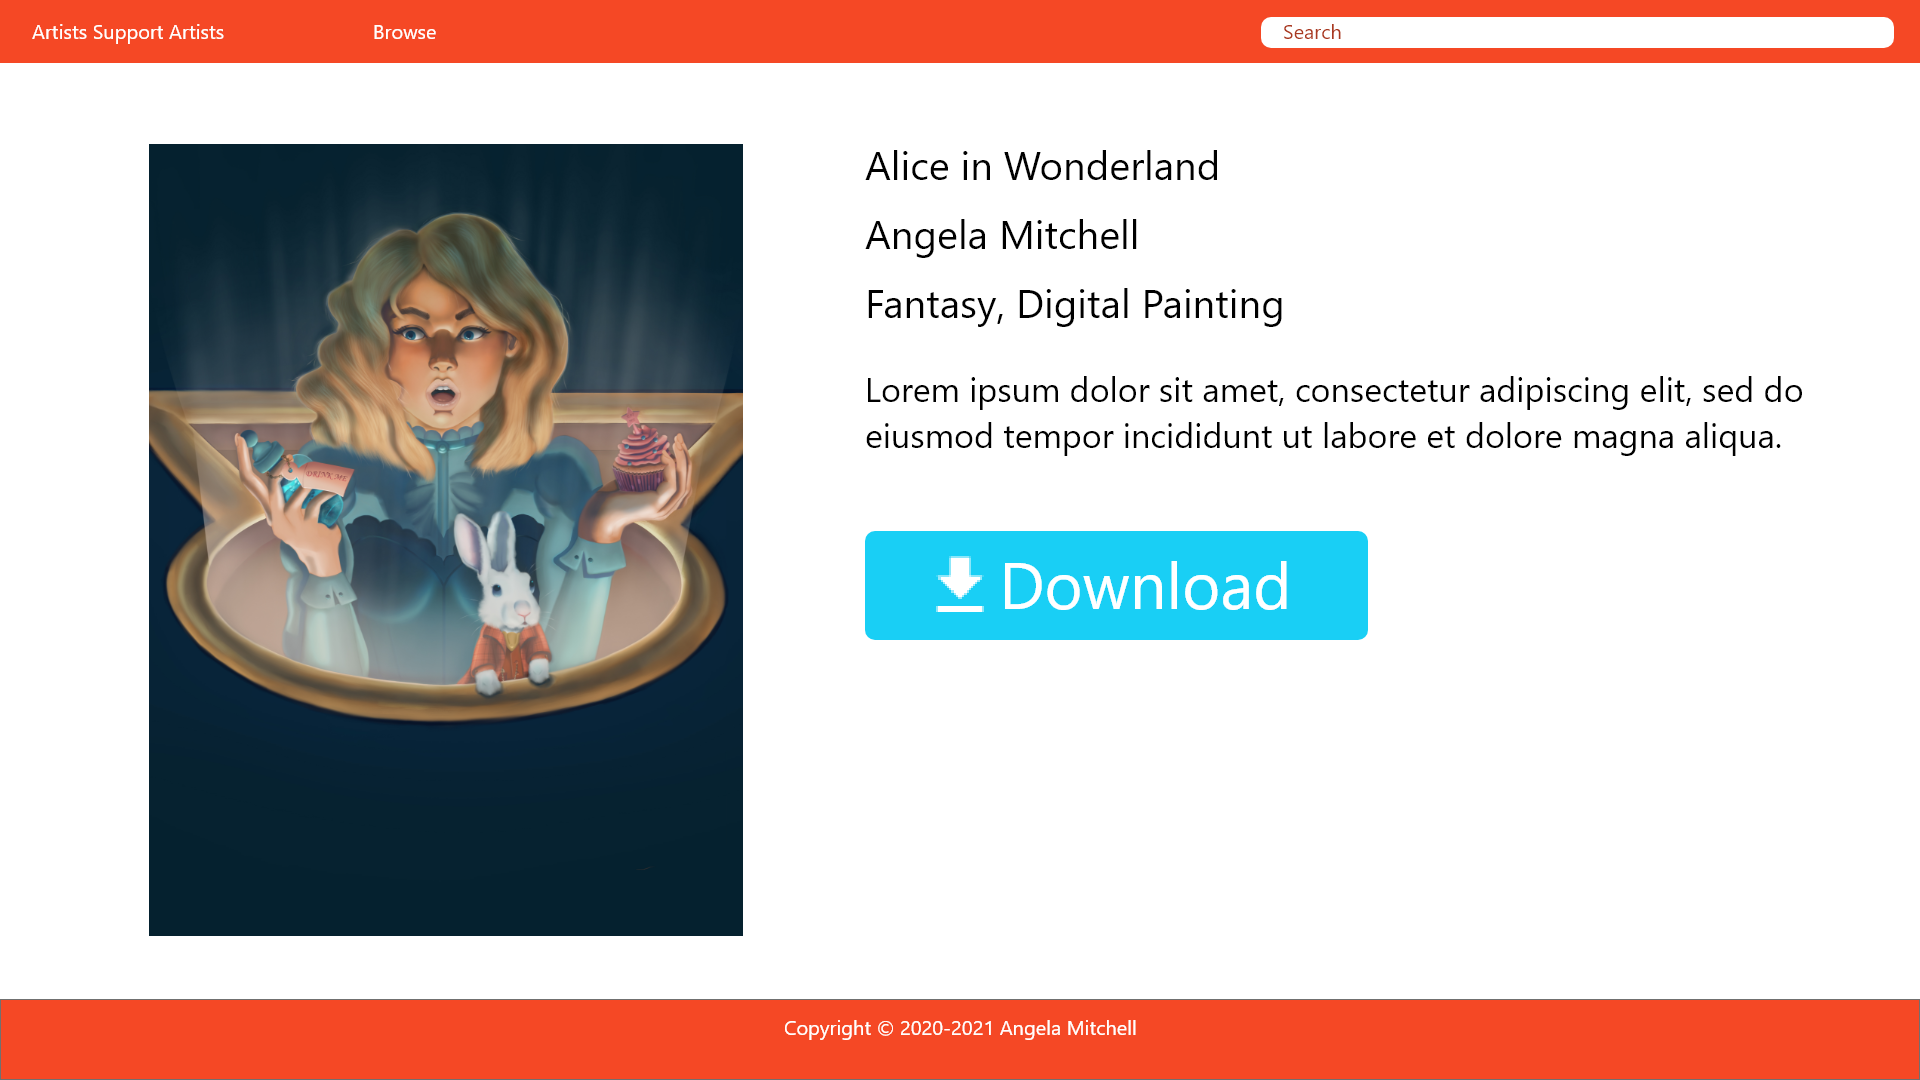 Artists Support Artists
Browse
Search
Alice in Wonderland
Angela Mitchell
Fantasy, Digital Painting
Lorem ipsum dolor sit amet, consectetur adipiscing elit, sed do
eiusmod tempor incididunt ut labore et dolore magna aliqua.
DRINK ME
Download
Copyright © 2020-2021 Angela Mitchell